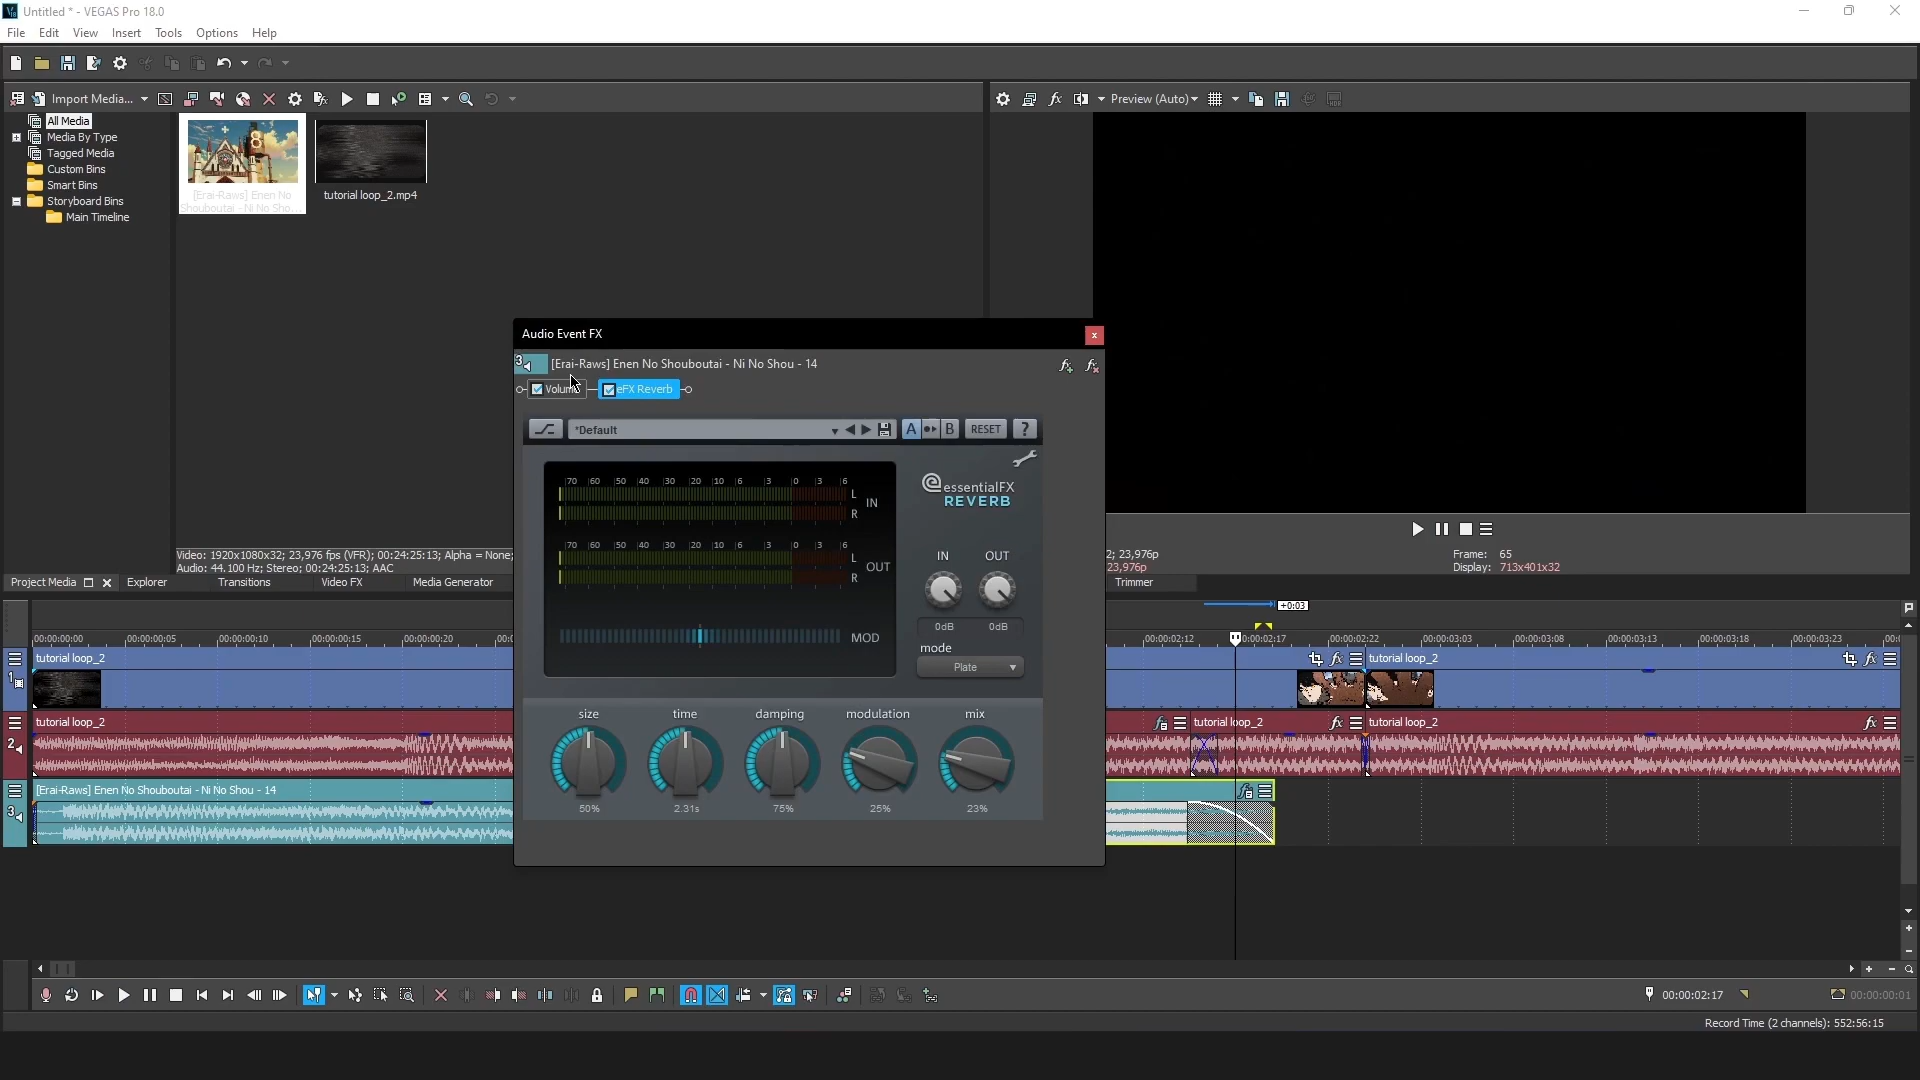 Untitled * - VEGAS Pro 18.0
File Edit View Insert Tools Options Help
Import Media...
Preview (Auto)
All Media
Media By Type
Tagged Media
Custom Bins
Smart Bins
Storyboard Bins
Main Timeline
[Erai-Raws] Enen No
Shouboutai - Ni No Sho...
tutorial loop_2.mp4
Audio Event FX
3
[Erai-Raws] Enen No Shouboutai - Ni No Shou - 14
Volume eFX Reverb
*Default
A B RESET ?
70 60 50 40 30 20 10 6 3 0 3 6
L
R
IN
70 60 50 40 30 20 10 6 3 0 3 6
L
R
OUT
MOD
essentialFX
REVERB
IN OUT
0dB 0dB
mode
Plate
size time damping modulation mix
50% 2.31s 75% 25% 23%
Video: 1920x1080x32; 23,976 fps (VFR); 00:24:25:13; Alpha = None;
Audio: 44.100 Hz; Stereo; 00:24:25:13; AAC
2; 23,976p
23,976p
Frame: 65
Display: 713x401x32
Project Media Explorer Transitions Video FX Media Generator Trimmer
+0:03
00:00:00:00 00:00:00:05 00:00:00:10 00:00:00:15 00:00:00:20 00:00:02:12 00:00:02:17 00:00:02:22 00:00:03:03 00:00:03:08 00:00:03:13 00:00:03:18 00:00:03:23
1 tutorial loop_2 tutorial loop_2
2 tutorial loop_2 tutorial loop_2 tutorial loop_2
3 [Erai-Raws] Enen No Shouboutai - Ni No Shou - 14
00:00:02:17 00:00:00:01
Record Time (2 channels): 552:56:15